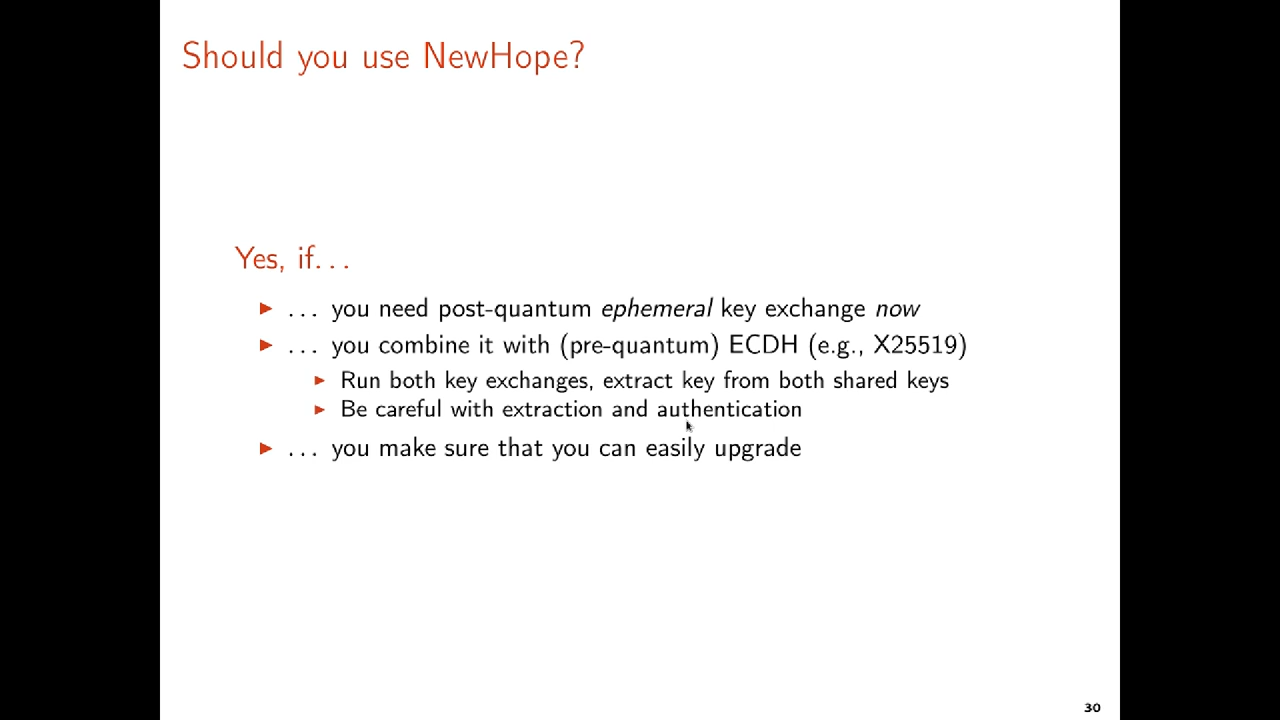 Should you use NewHope?
Yes, if. . .
▶ . . . you need post-quantum ephemeral key exchange now
▶ . . . you combine it with (pre-quantum) ECDH (e.g., X25519)
▶ Run both key exchanges, extract key from both shared keys
▶ Be careful with extraction and authentication
▶ . . . you make sure that you can easily upgrade
30